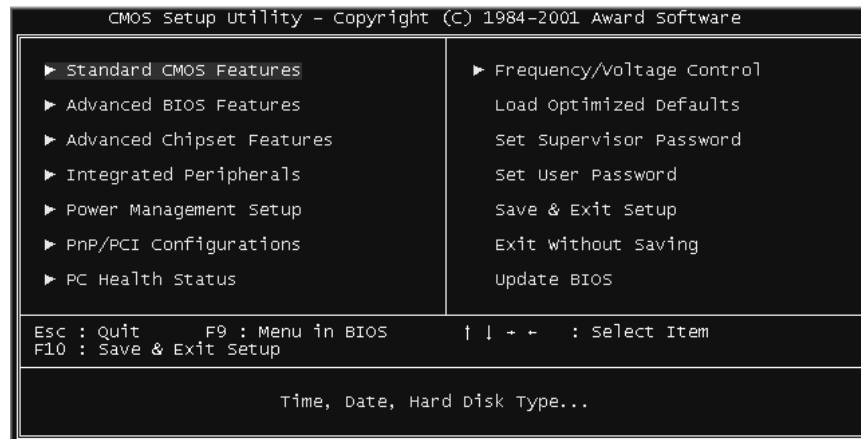 CMOS Setup Utility – Copyright (C) 1984-2001 Award Software
► Standard CMOS Features
► Advanced BIOS Features
► Advanced Chipset Features
► Integrated Peripherals
► Power Management Setup
► PnP/PCI Configurations
► PC Health Status
► Frequency/Voltage Control
Load Optimized Defaults
Set Supervisor Password
Set User Password
Save & Exit Setup
Exit Without Saving
Update BIOS
Esc : Quit F9 : Menu in BIOS ↑ ↓ → ← : Select Item
F10 : Save & Exit Setup
Time, Date, Hard Disk Type...